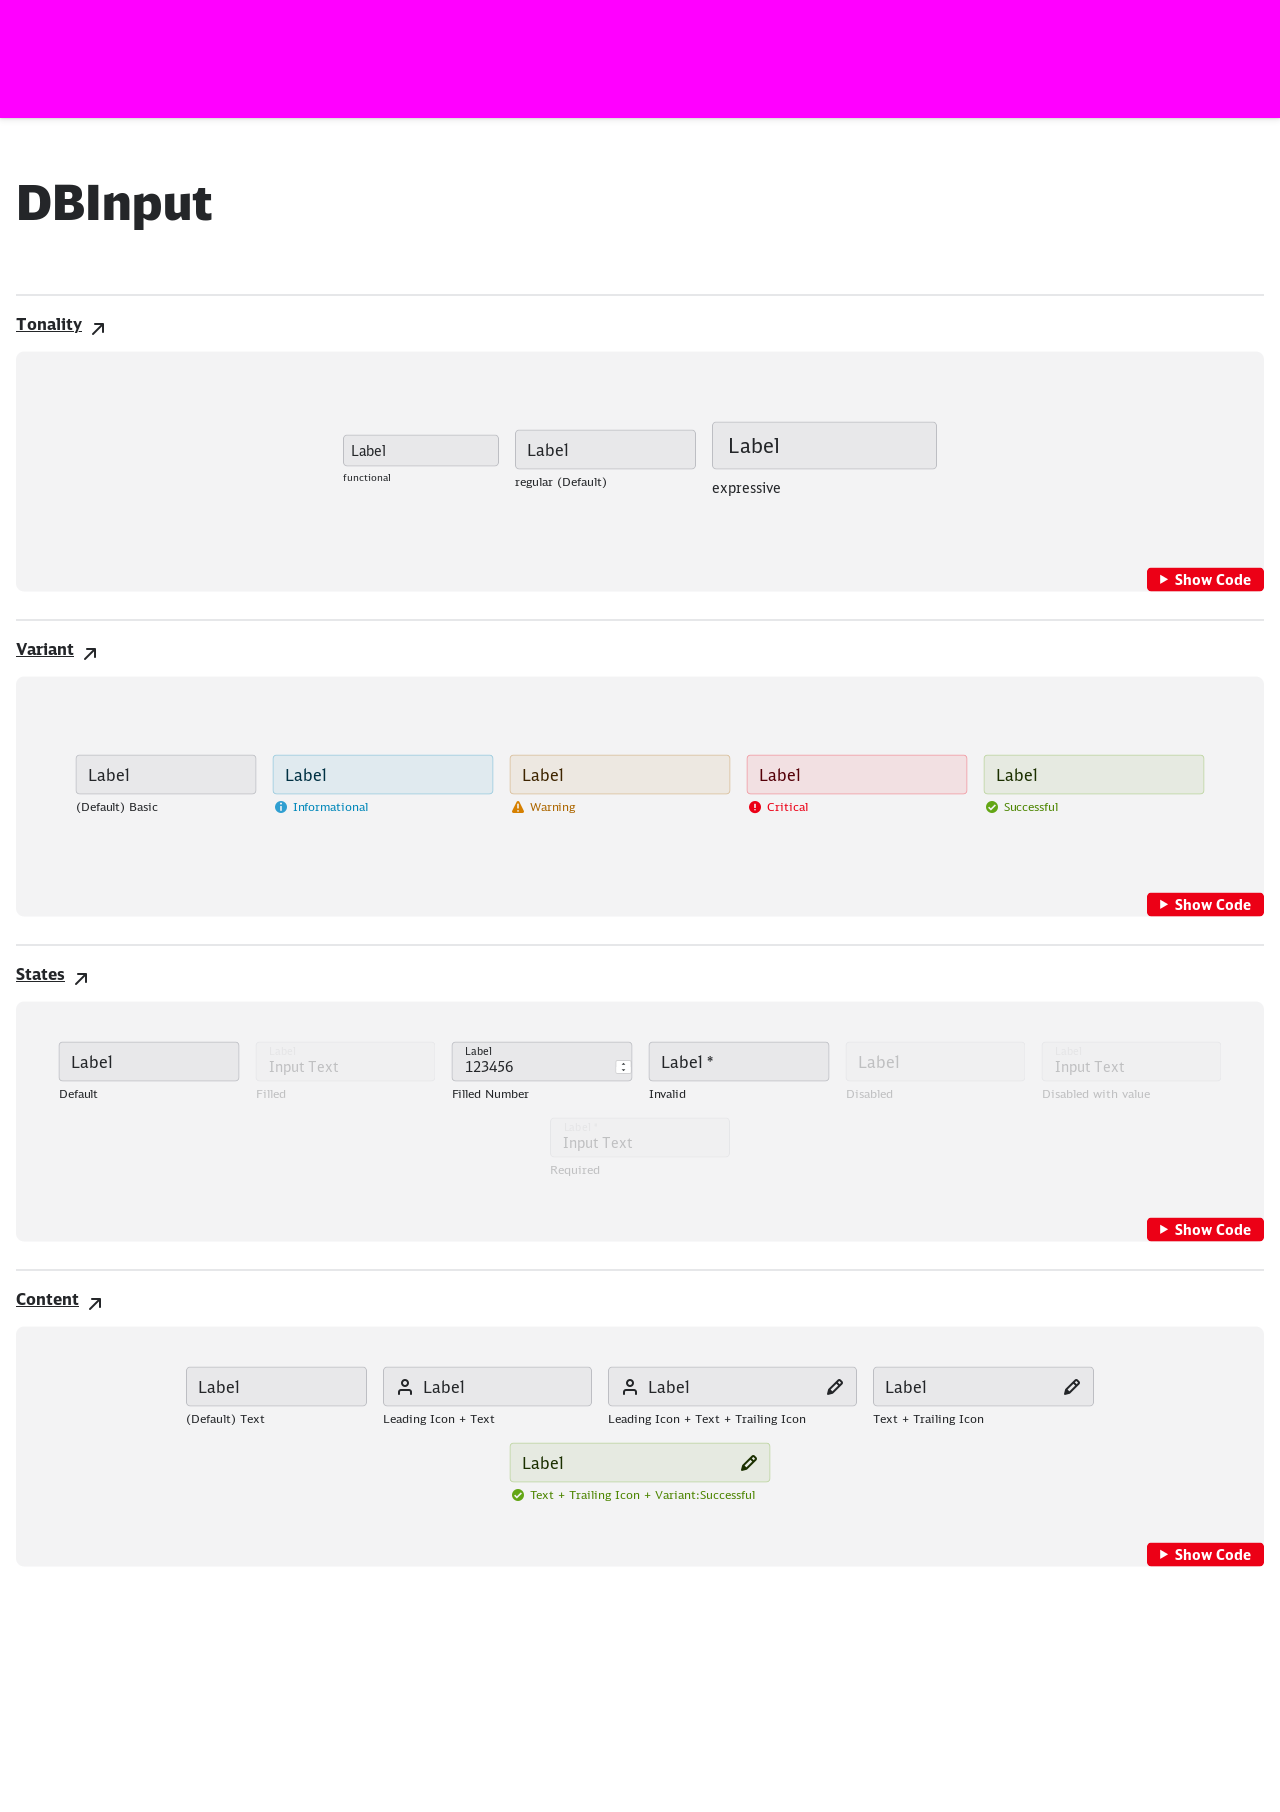 DBInput
Tonality
Label
Label
Label
functional
regular (Default)
expressive
Show Code
Variant
Label
Label
Label
Label
Label
(Default) Basic
Informational
Warning
Critical
Successful
Show Code
States
Label
Label
Input Text
Label
123456
Label *
Label
Label
Input Text
Default
Filled
Filled Number
Invalid
Disabled
Disabled with value
Label *
Input Text
Required
Show Code
Content
Label
Label
Label
Label
(Default) Text
Leading Icon + Text
Leading Icon + Text + Trailing Icon
Text + Trailing Icon
Label
Text + Trailing Icon + Variant:Successful
Show Code